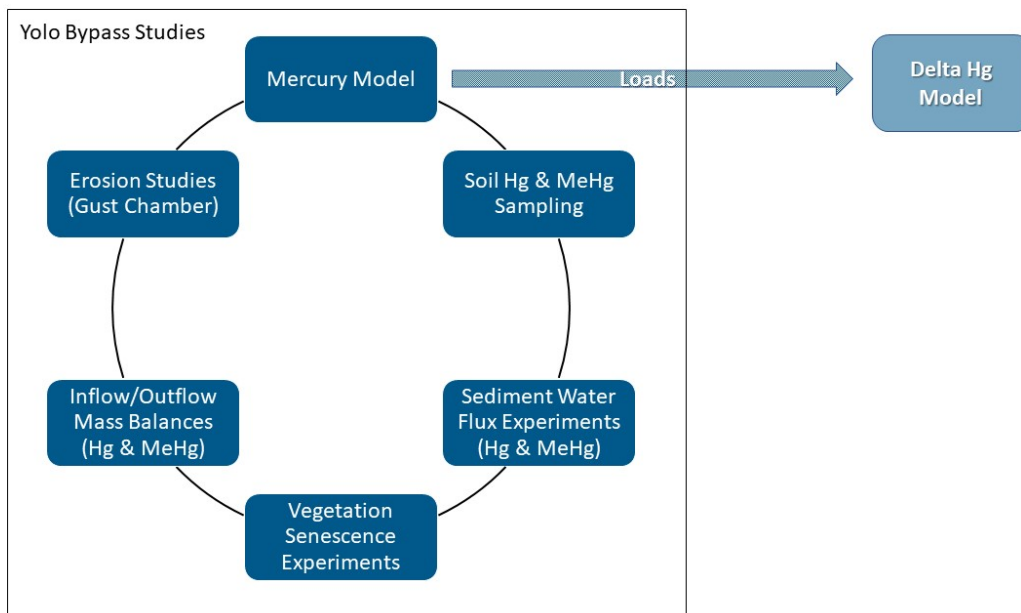 Yolo Bypass Studies
Mercury Model
Loads
Delta Hg
Model
Erosion Studies
(Gust Chamber)
Soil Hg & MeHg
Sampling
Inflow/Outflow
Mass Balances
(Hg & MeHg)
Sediment Water
Flux Experiments
(Hg & MeHg)
Vegetation
Senescence
Experiments